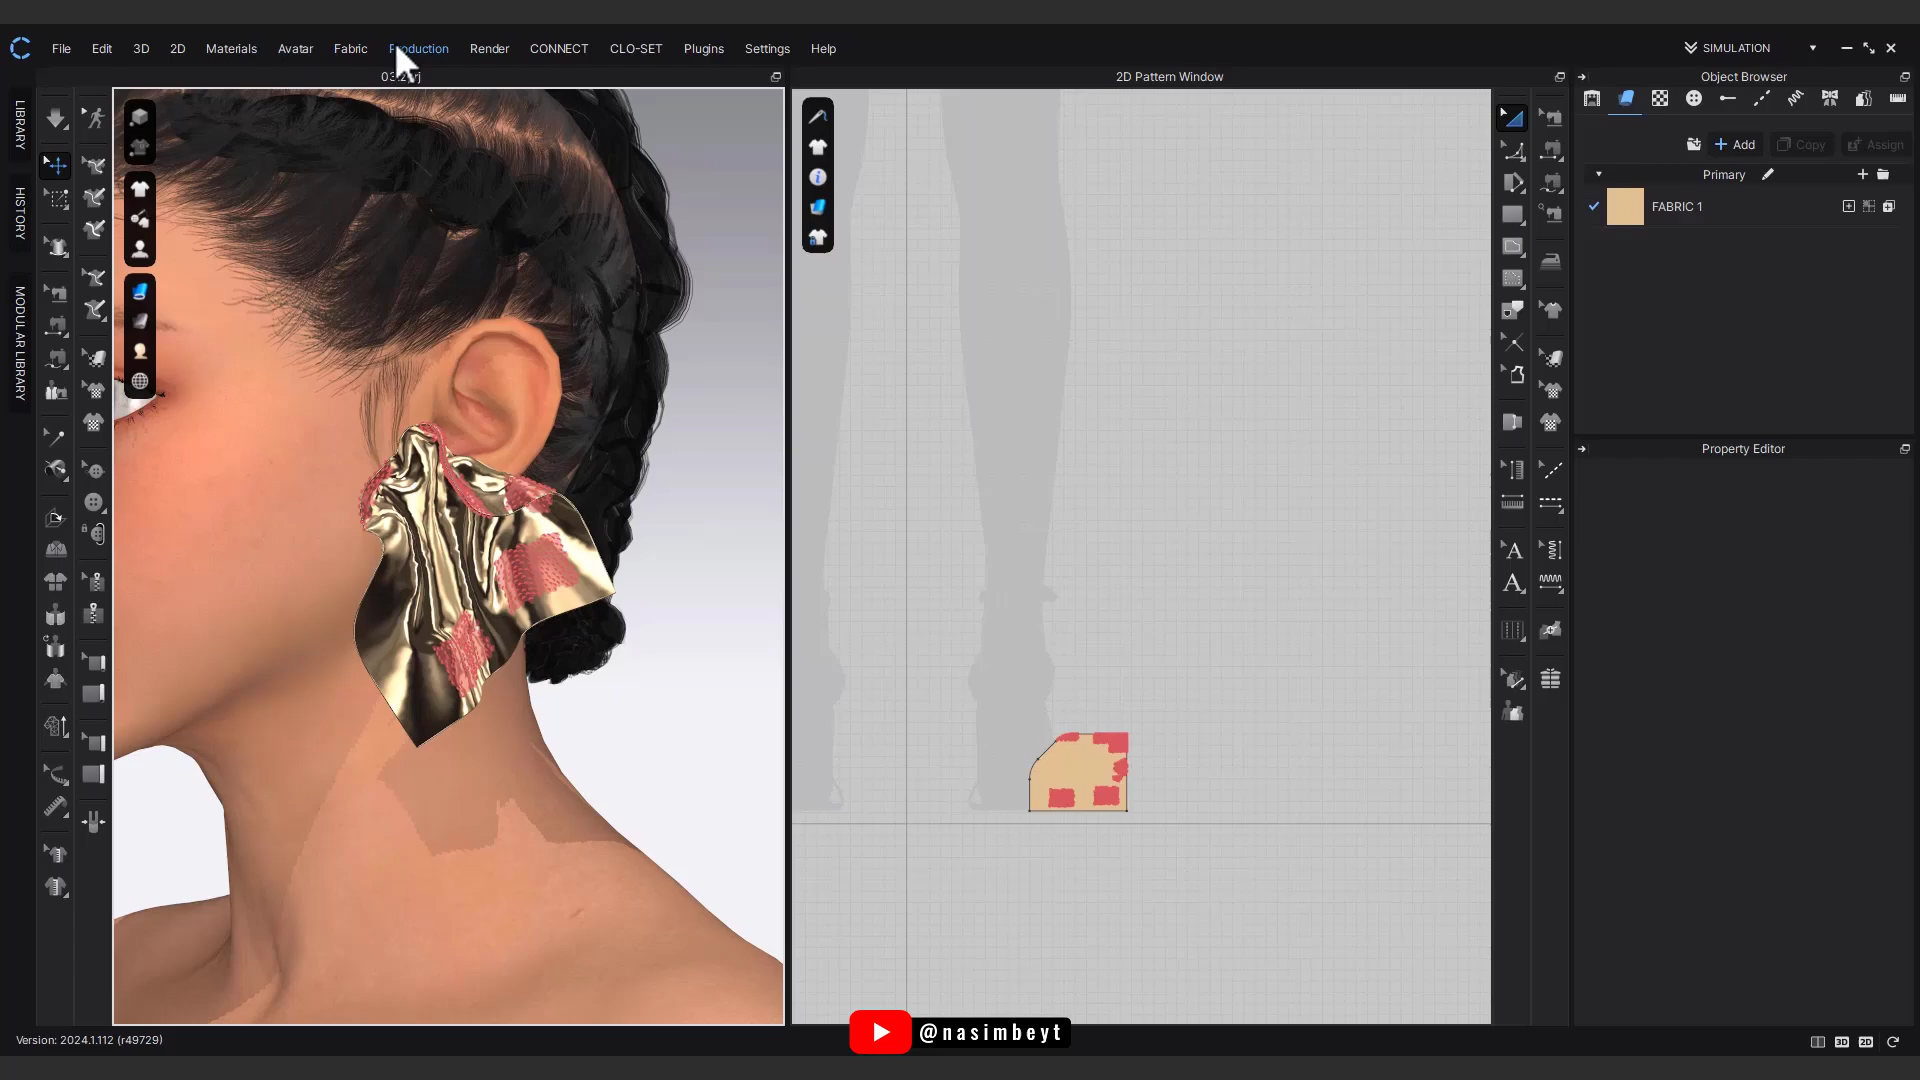 File Edit 3D 2D Materials Avatar Fabric Production Render CONNECT CLO-SET Plugins Settings Help
SIMULATION
2D Pattern Window
Object Browser
LIBRARY
HISTORY
MODULAR LIBRARY
Add Copy Assign
Primary
FABRIC 1
Property Editor
A
A
@nasimbeyt
Version: 2024.1.112 (r49729)
3D 2D